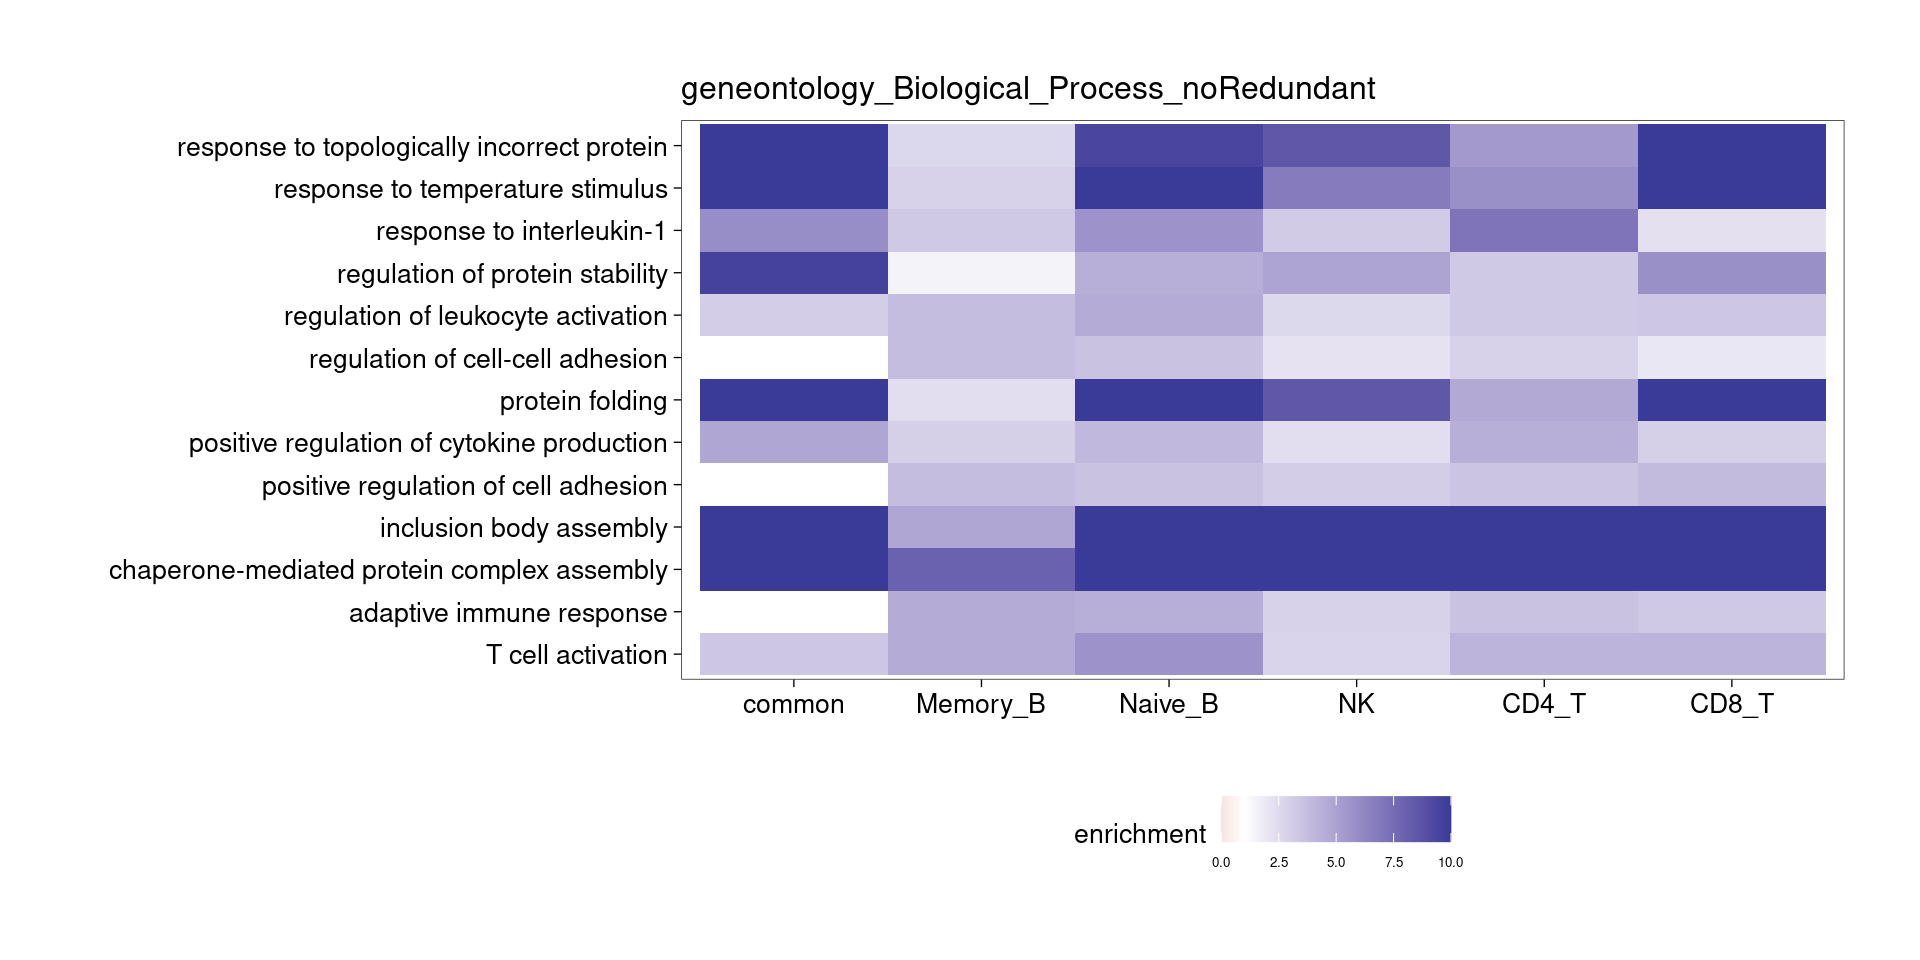 geneontology_Biological_Process_noRedundant
response to topologically incorrect protein
response to temperature stimulus
response to interleukin-1
regulation of protein stability
regulation of leukocyte activation
regulation of cell-cell adhesion
protein folding
positive regulation of cytokine production
positive regulation of cell adhesion
inclusion body assembly
chaperone-mediated protein complex assembly
adaptive immune response
T cell activation
common Memory_B Naive_B NK CD4_T CD8_T
enrichment
0.0 2.5 5.0 7.5 10.0